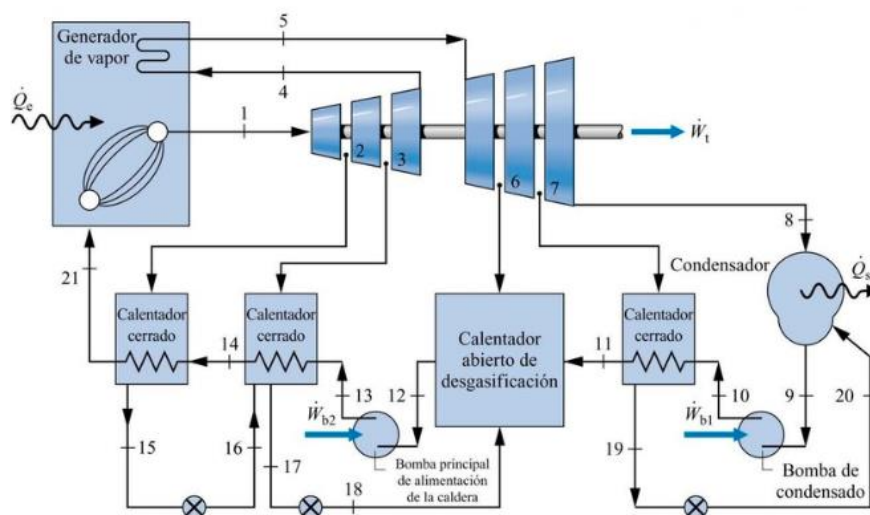 Generador
de vapor
Q̇e
5
4
1
2
3
6
7
Ẇt
8
21
Condensador
Q̇s
Calentador
cerrado
14
Calentador
cerrado
Calentador
abierto de
desgasificación
11
Calentador
cerrado
13
12
10
9
20
Ẇb2
Ẇb1
15
16
17
19
Bomba principal
de alimentación
de la caldera
Bomba de
condensado
18